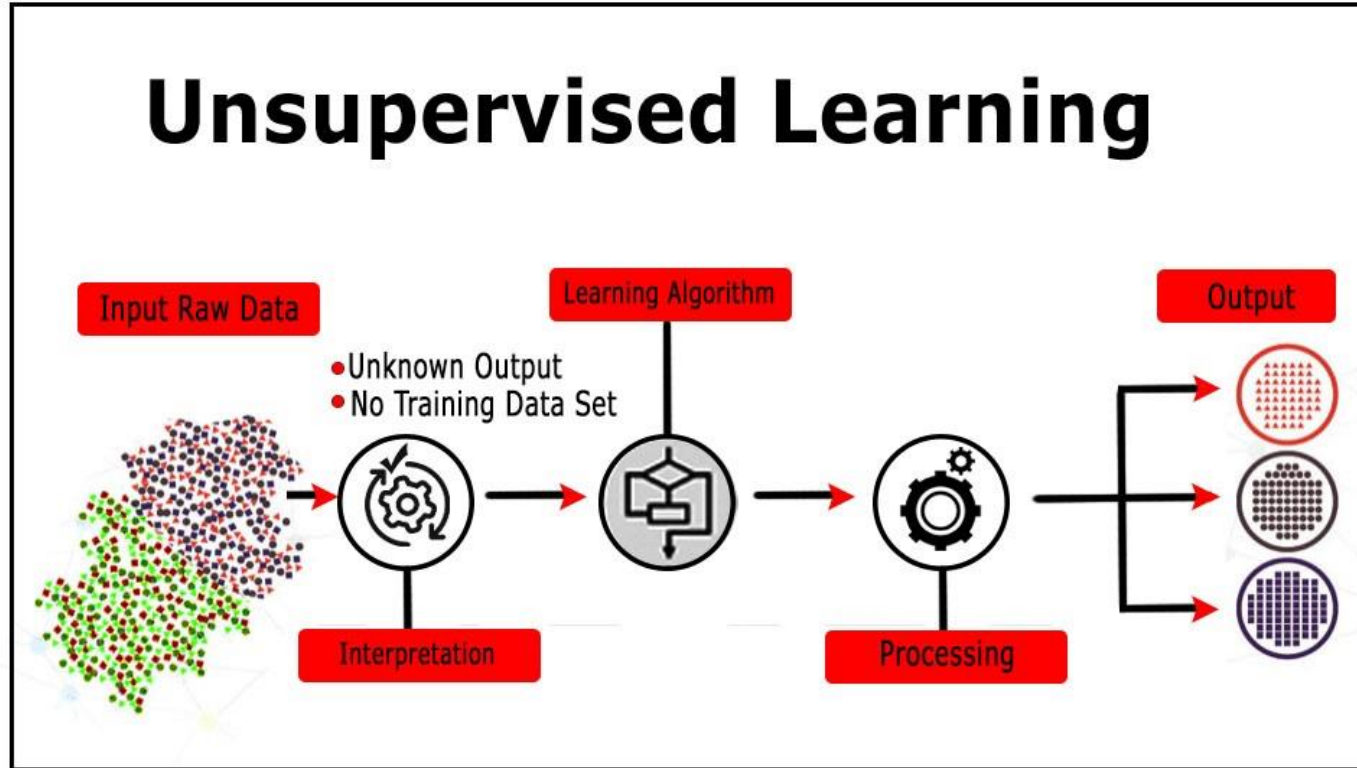 Unsupervised Learning
Input Raw Data
Unknown Output
No Training Data Set
Learning Algorithm
Output
Interpretation
Processing